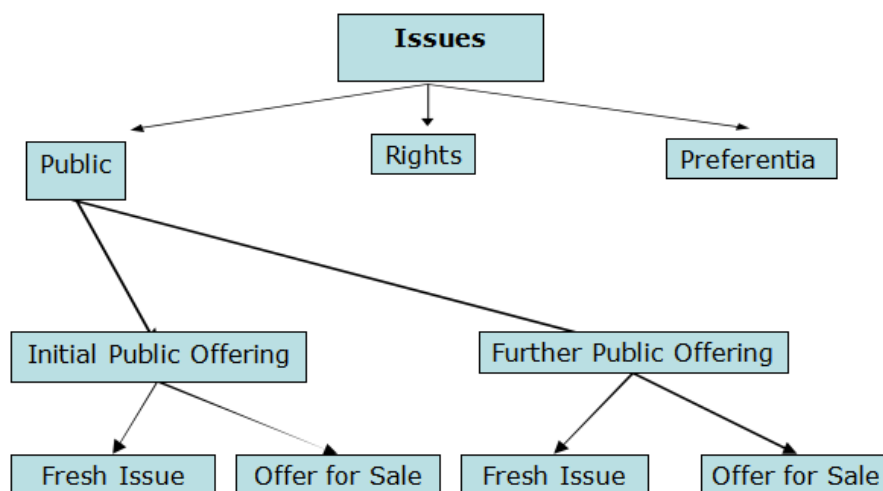 Issues
Public
Rights
Preferentia
Initial Public Offering
Further Public Offering
Fresh Issue
Offer for Sale
Fresh Issue
Offer for Sale